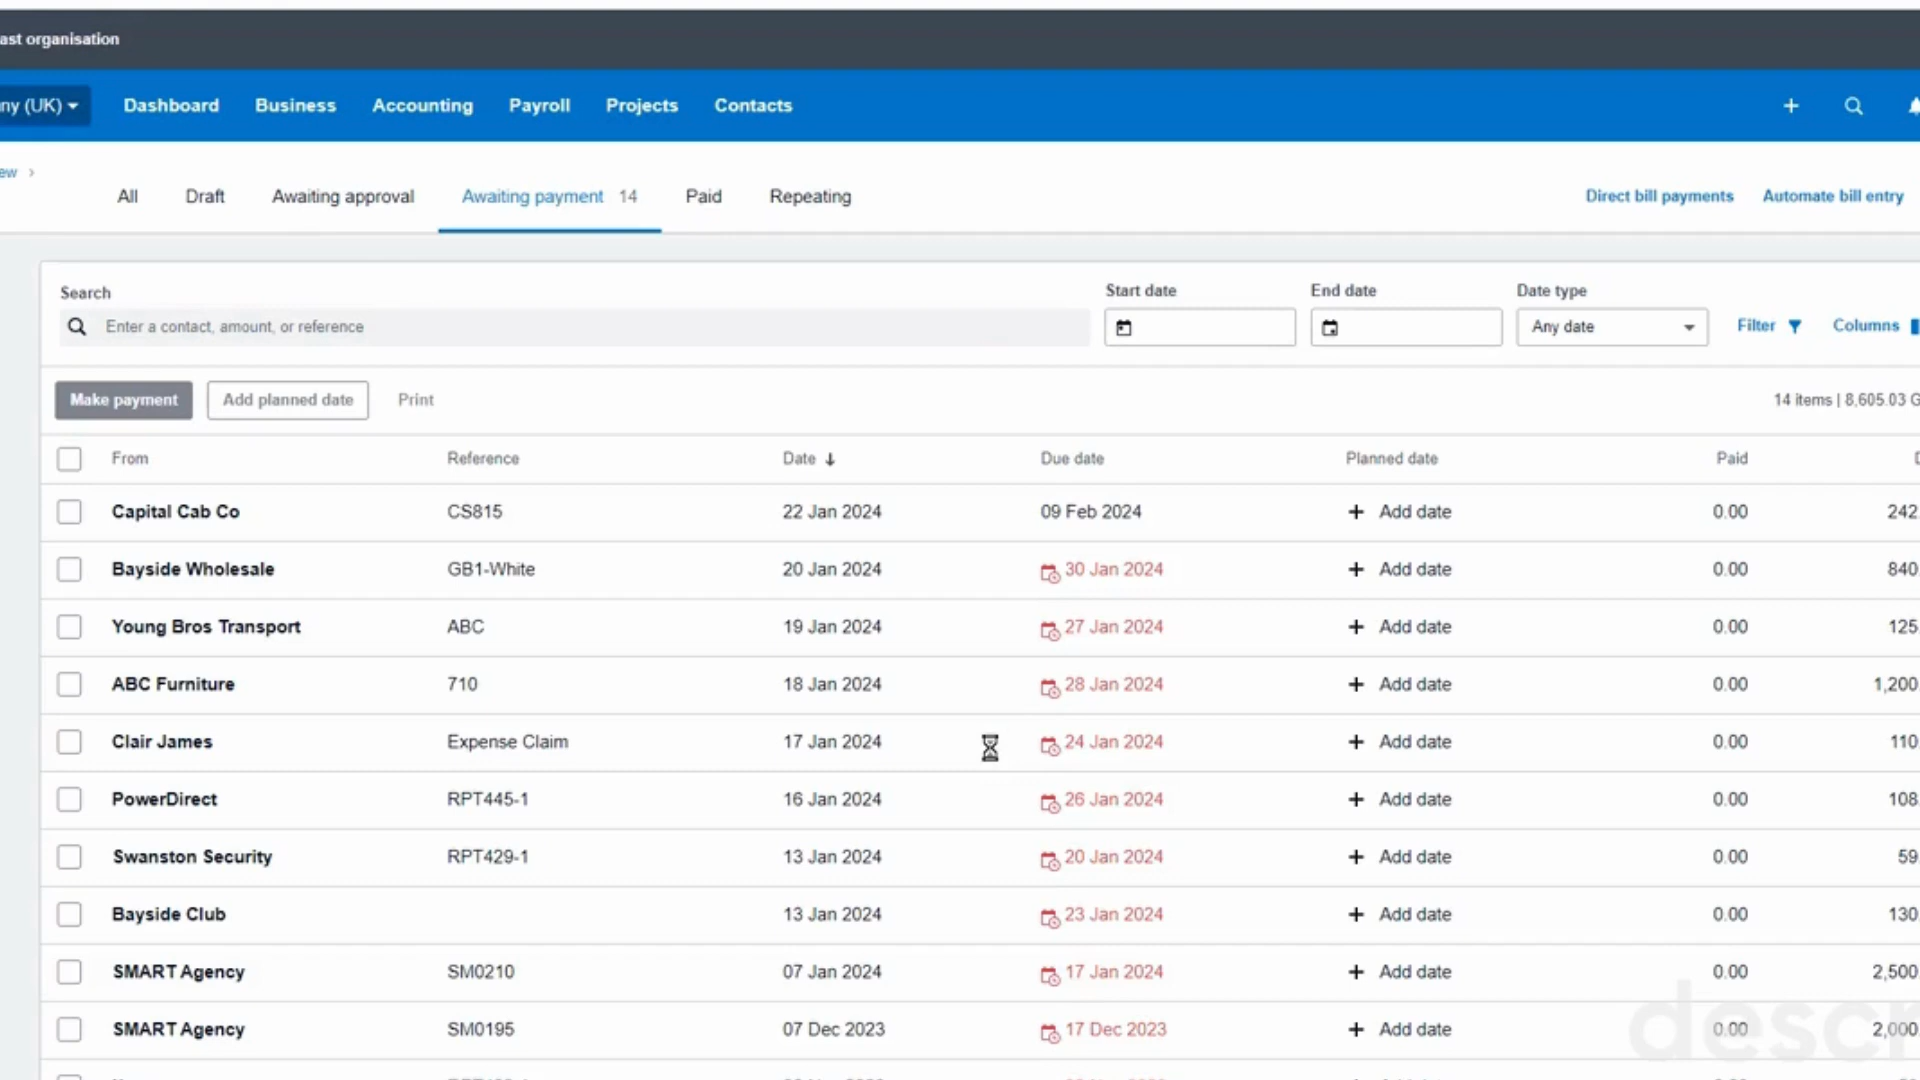 ast organisation
ny (UK) Dashboard Business Accounting Payroll Projects Contacts
ew
All Draft Awaiting approval Awaiting payment 14 Paid Repeating Direct bill payments Automate bill entry
Search Start date End date Date type
Enter a contact, amount, or reference Any date Filter Columns
Make payment Add planned date Print 14 items | 8,605.03 G
From Reference Date Due date Planned date Paid
Capital Cab Co CS815 22 Jan 2024 09 Feb 2024 + Add date 0.00 242
Bayside Wholesale GB1-White 20 Jan 2024 30 Jan 2024 + Add date 0.00 840
Young Bros Transport ABC 19 Jan 2024 27 Jan 2024 + Add date 0.00 125
ABC Furniture 710 18 Jan 2024 28 Jan 2024 + Add date 0.00 1,200
Clair James Expense Claim 17 Jan 2024 24 Jan 2024 + Add date 0.00 110
PowerDirect RPT445-1 16 Jan 2024 26 Jan 2024 + Add date 0.00 108
Swanston Security RPT429-1 13 Jan 2024 20 Jan 2024 + Add date 0.00 59
Bayside Club 13 Jan 2024 23 Jan 2024 + Add date 0.00 130
SMART Agency SM0210 07 Jan 2024 17 Jan 2024 + Add date 0.00 2,500
SMART Agency SM0195 07 Dec 2023 17 Dec 2023 + Add date 0.00 2,000
descr